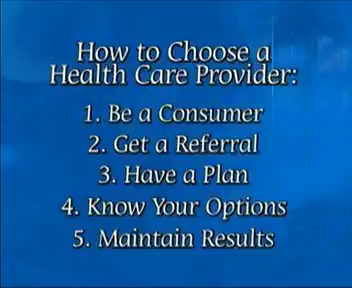 How to Choose a
Health Care Provider:
1. Be a Consumer
2. Get a Referral
3. Have a Plan
4. Know Your Options
5. Maintain Results